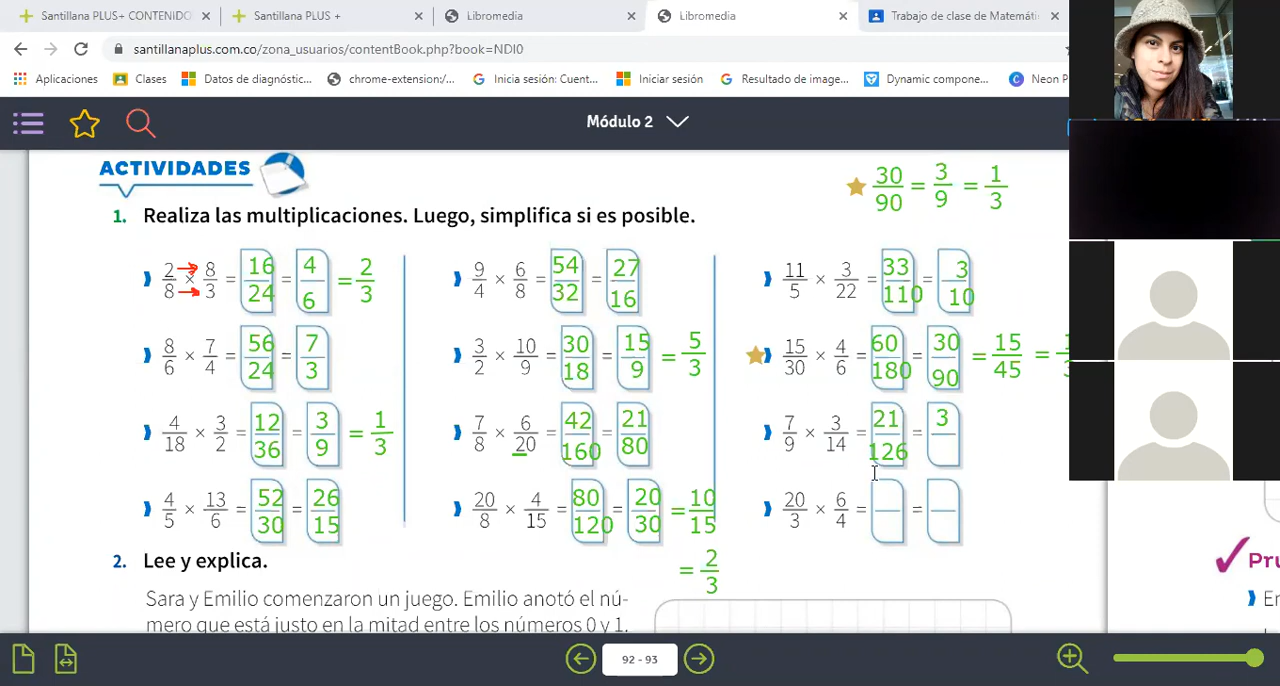 Santillana PLUS+ CONTENIDO
Santillana PLUS +
Libromedia
Libromedia
Trabajo de clase de Matemáti
santillanaplus.com.co/zona_usuarios/contentBook.php?book=NDI0
Aplicaciones
Clases
Datos de diagnóstic...
chrome-extension/...
Inicia sesión: Cuent...
Iniciar sesión
Resultado de image...
Dynamic compone...
Neon P
Módulo 2
ACTIVIDADES
30/90 = 3/9 = 1/3
1. Realiza las multiplicaciones. Luego, simplifica si es posible.
2/8 × 8/3 = 16/24 = 4/6 = 2/3
8/6 × 7/4 = 56/24 = 7/3
4/18 × 3/2 = 12/36 = 3/9 = 1/3
4/5 × 13/6 = 52/30 = 26/15
9/4 × 6/8 = 54/32 = 27/16
3/2 × 10/9 = 30/18 = 15/9 = 5/3
7/8 × 6/20 = 42/160 = 21/80
20/8 × 4/15 = 80/120 = 20/30 = 10/15
= 2/3
11/5 × 3/22 = 33/110 = 3/10
15/30 × 4/6 = 60/180 = 30/90 = 15/45 =
7/9 × 3/14 = 21/126 = 3/
20/3 × 6/4 = =
2. Lee y explica.
Sara y Emilio comenzaron un juego. Emilio anotó el nú-
mero que está justo en la mitad entre los números 0 y 1.
Pru
En
92 - 93